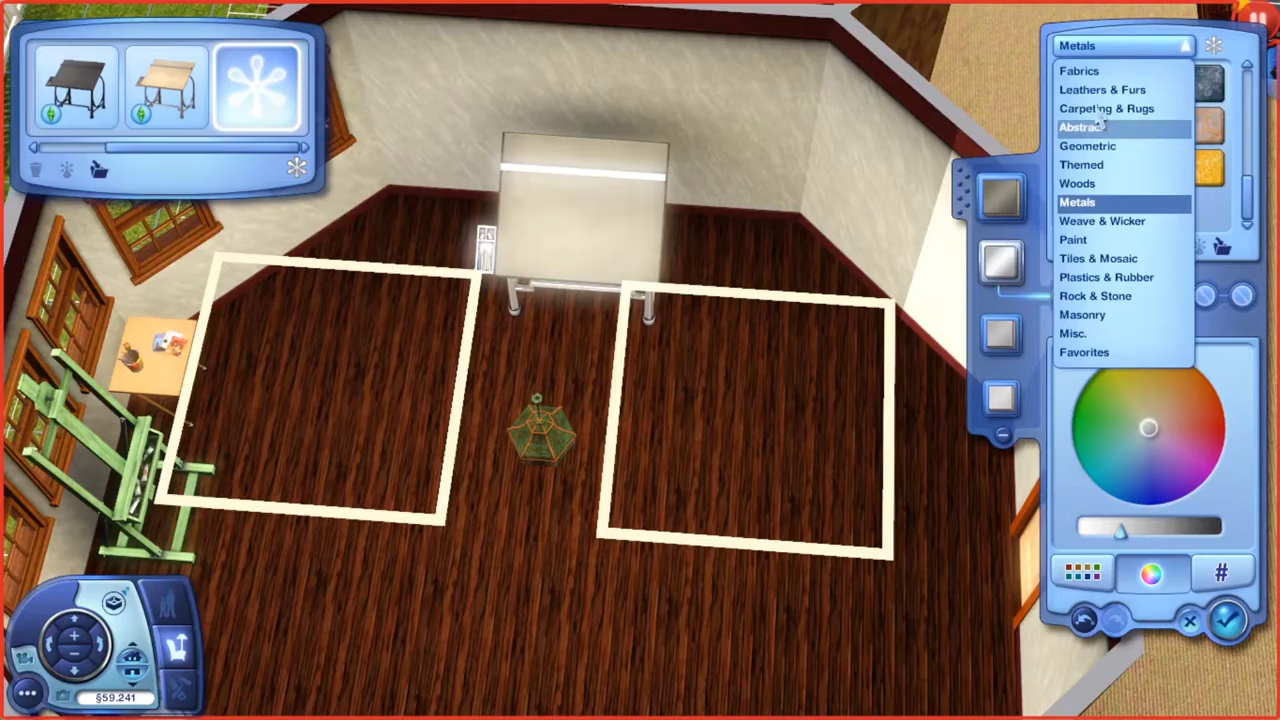 Metals
Fabrics
Leathers & Furs
Carpeting & Rugs
Abstract
Geometric
Themed
Woods
Metals
Weave & Wicker
Paint
Tiles & Mosaic
Plastics & Rubber
Rock & Stone
Masonry
Misc.
Favorites
#
§59.241